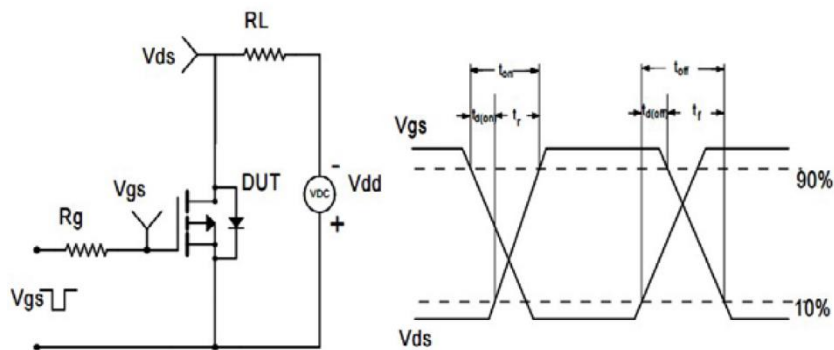 RL
Vds
Vgs
DUT
-
VDC
Vdd
+
Rg
Vgs
ton
toff
td(on)
tr
td(off)
tf
Vgs
90%
10%
Vds